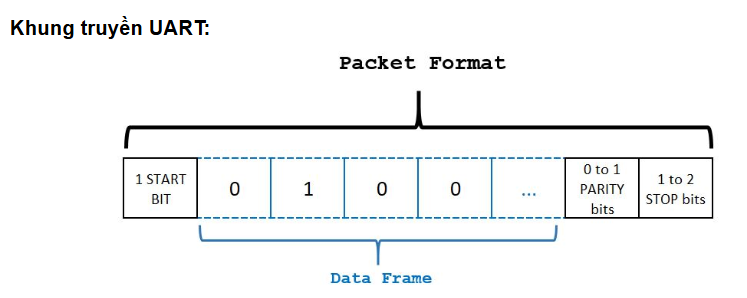 Khung truyền UART:
Packet Format
1 START
BIT
0
1
0
0
...
0 to 1
PARITY
bits
1 to 2
STOP bits
Data Frame